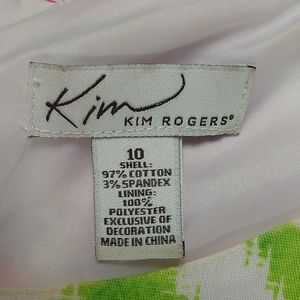 Kim
KIM ROGERS®
10
SHELL:
97% COTTON
3% SPANDEX
LINING:
100%
POLYESTER
EXCLUSIVE OF
DECORATION
MADE IN CHINA